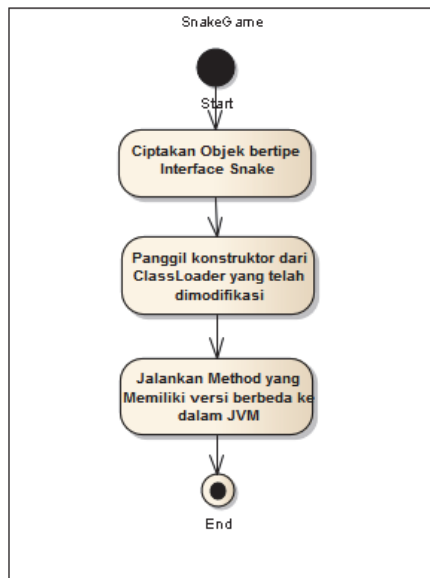 SnakeGame
Start
Ciptakan Objek bertipe
Interface Snake
Panggil konstruktor dari
ClassLoader yang telah
dimodifikasi
Jalankan Method yang
Memiliki versi berbeda ke
dalam JVM
End